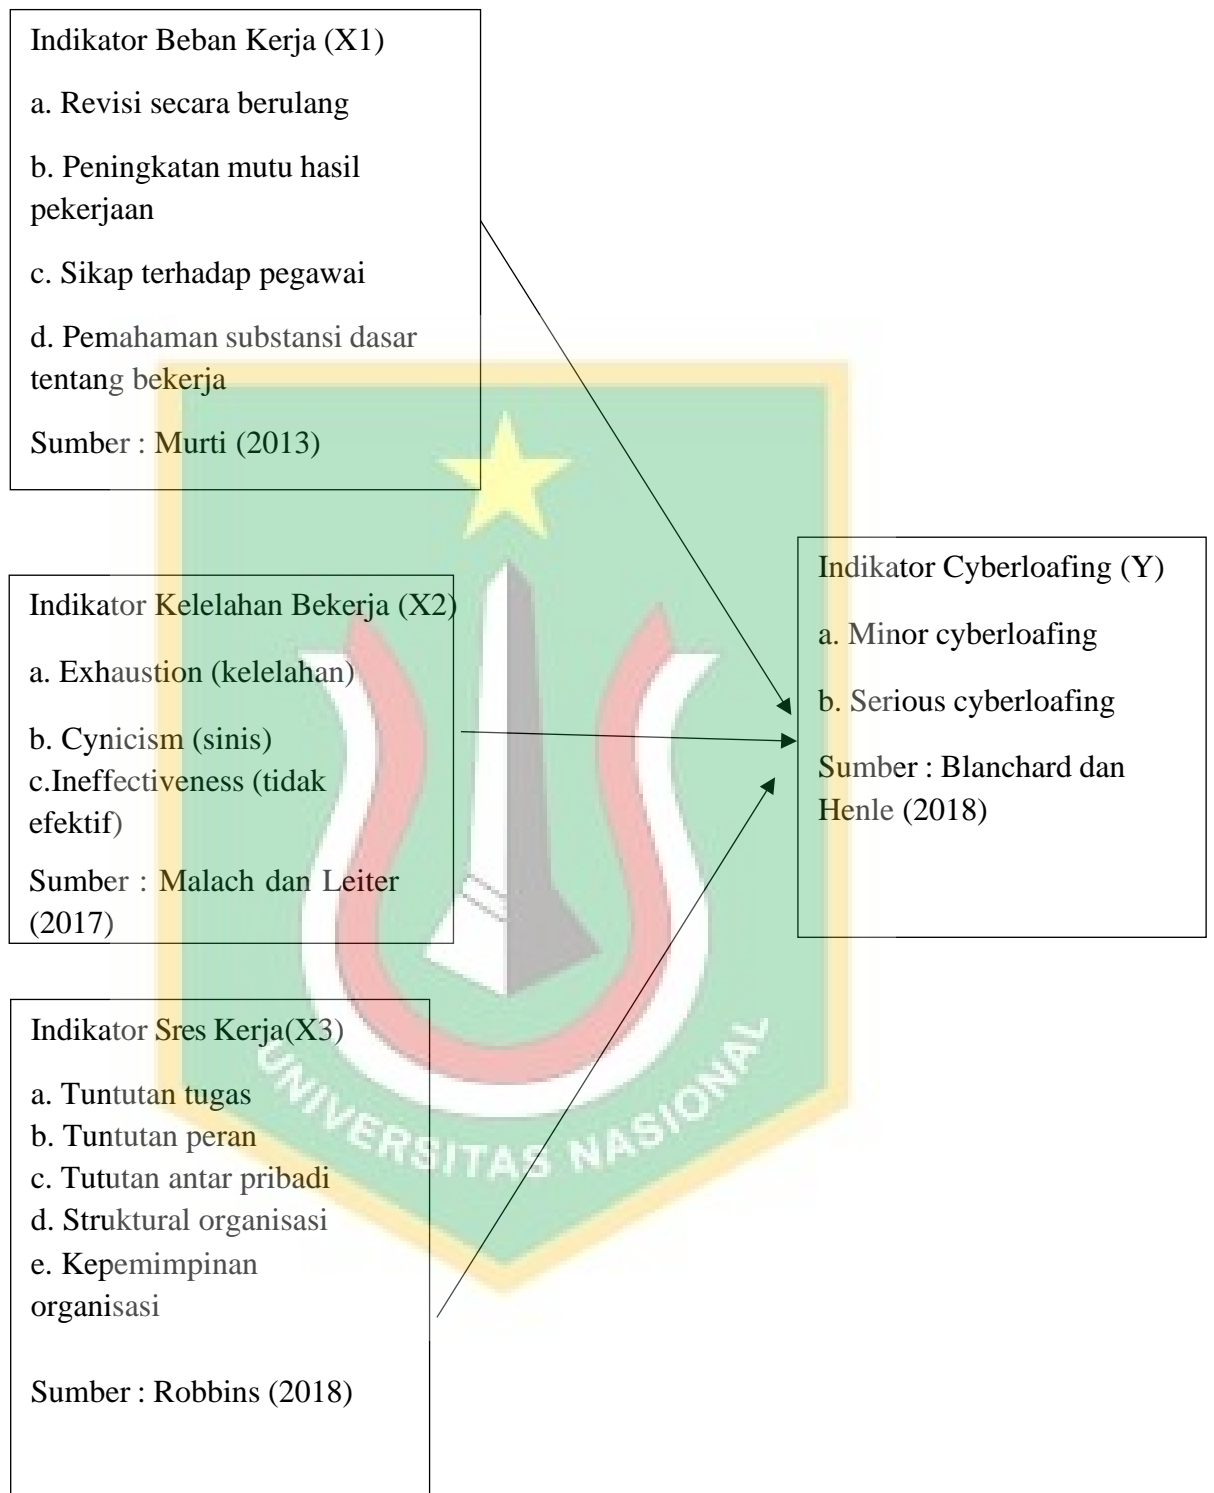 Indikator Beban Kerja (X1)
a. Revisi secara berulang
b. Peningkatan mutu hasil
pekerjaan
c. Sikap terhadap pegawai
d. Pemahaman substansi dasar
tentang bekerja
Sumber : Murti (2013)
Indikator Kelelahan Bekerja (X2)
a. Exhaustion (kelelahan)
b. Cynicism (sinis)
c.Ineffectiveness (tidak
efektif)
Sumber : Malach dan Leiter
(2017)
Indikator Sres Kerja(X3)
a. Tuntutan tugas
b. Tuntutan peran
c. Tututan antar pribadi
d. Struktural organisasi
e. Kepemimpinan
organisasi
Sumber : Robbins (2018)
Indikator Cyberloafing (Y)
a. Minor cyberloafing
b. Serious cyberloafing
Sumber : Blanchard dan
Henle (2018)
UNIVERSITAS NASIONAL